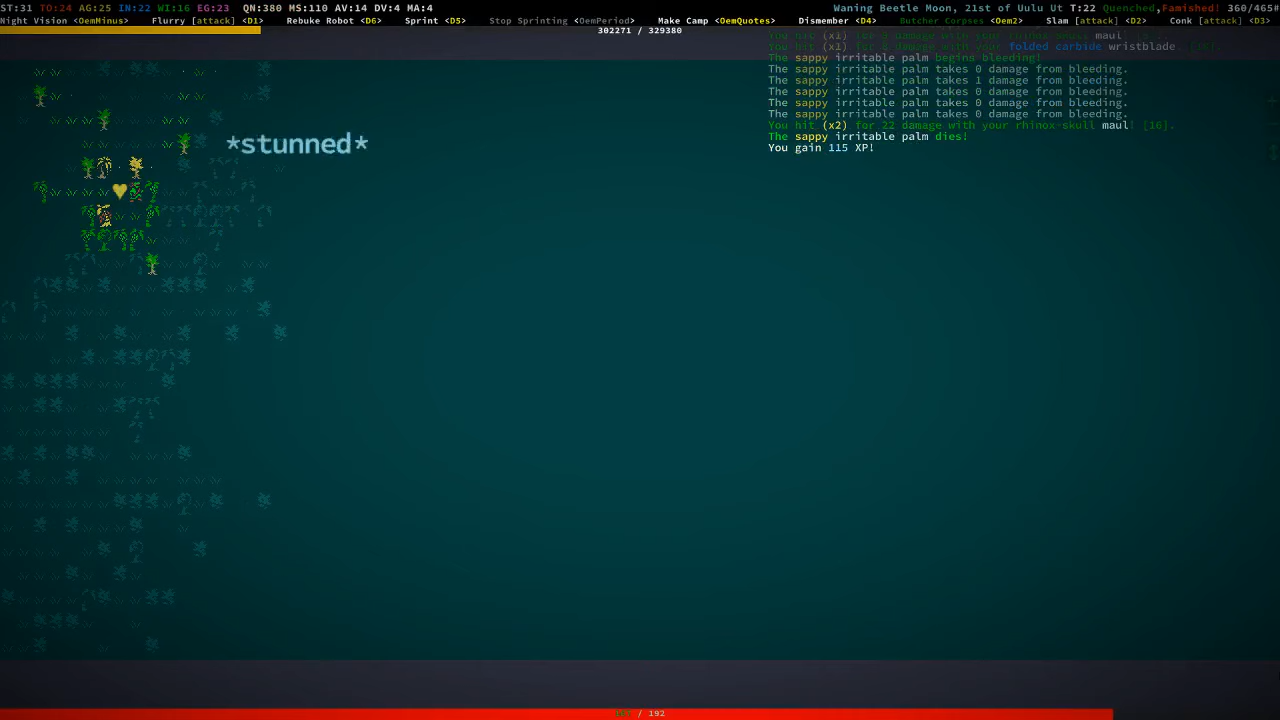 ST:31 TO:24 AG:25 IN:22 WI:16 EG:23 QN:380 MS:110 AV:14 DV:4 MA:4 Waning Beetle Moon, 21st of Uulu Ut T:22 Quenched,Famished! 360/465#
Night Vision <OemMinus> Flurry [attack] <D1> Rebuke Robot <D6> Sprint <D5> Stop Sprinting <OemPeriod> Make Camp <OemQuotes> Dismember <D4> Butcher Corpses <Oem2> Slam [attack] <D2> Conk [attack] <D3>
302271 / 329380
The sappy irritable palm begins bleeding!
The sappy irritable palm takes 0 damage from bleeding.
The sappy irritable palm takes 1 damage from bleeding.
The sappy irritable palm takes 0 damage from bleeding.
The sappy irritable palm takes 0 damage from bleeding.
The sappy irritable palm takes 0 damage from bleeding.
You hit (x2) for 22 damage with your rhinox-skull maul! [16].
The sappy irritable palm dies!
You gain 115 XP!
*stunned*
/ 192